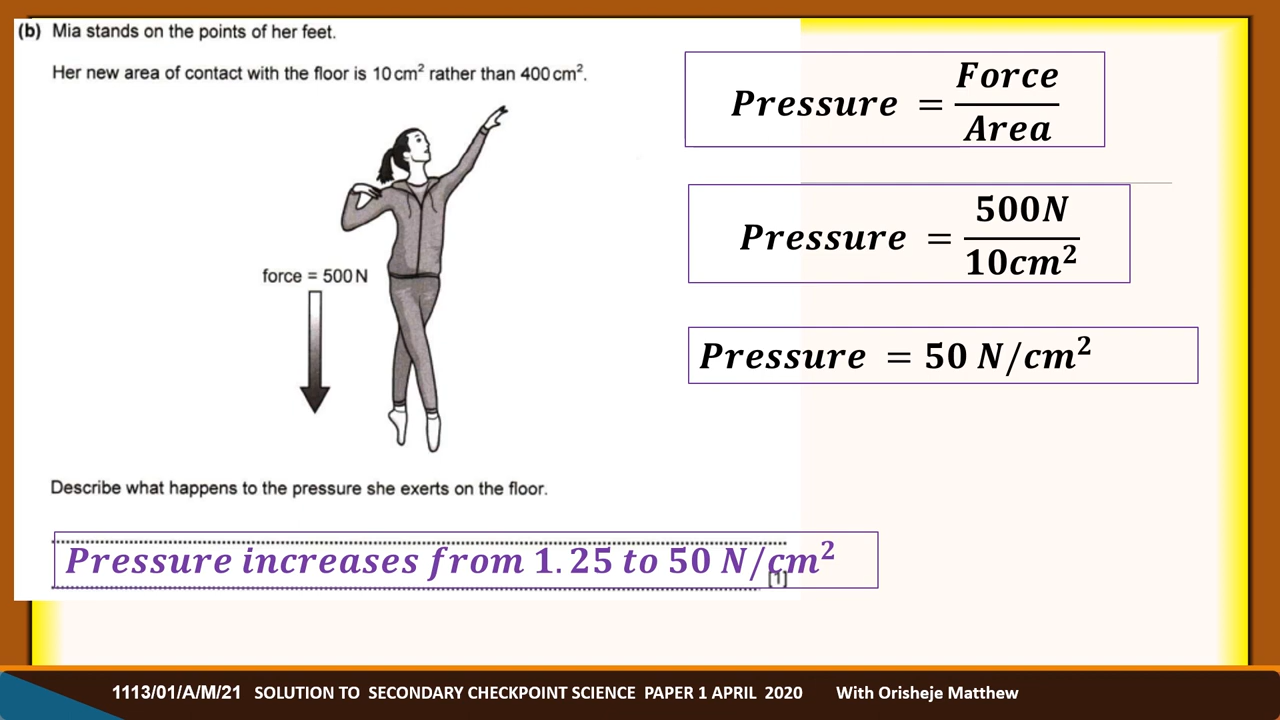 (b) Mia stands on the points of her feet.
Her new area of contact with the floor is 10 cm² rather than 400 cm².
force = 500 N
Describe what happens to the pressure she exerts on the floor.
Pressure increases from 1.25 to 50 N/cm²
[1]
Pressure = Force / Area
Pressure = 500N / 10cm²
Pressure = 50 N/cm²
1113/01/A/M/21 SOLUTION TO SECONDARY CHECKPOINT SCIENCE PAPER 1 APRIL 2020 With Orisheje Matthew